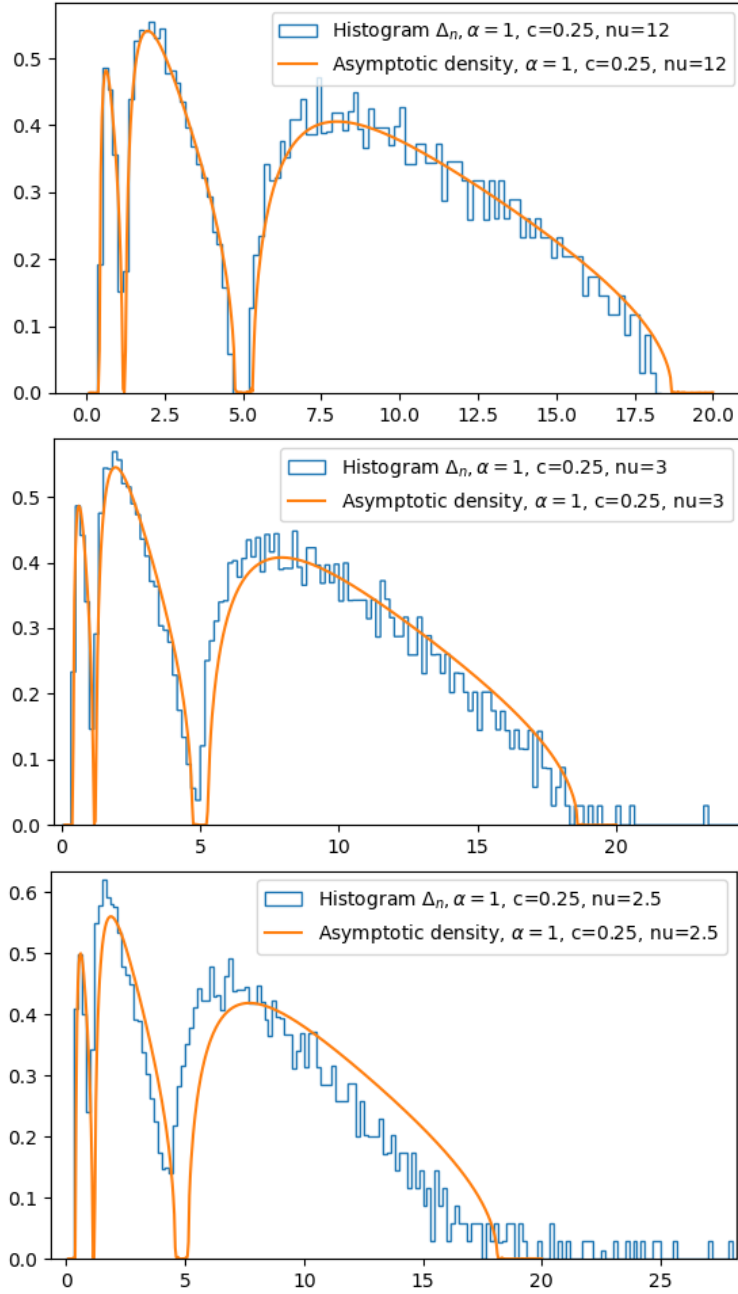 Histogram Δ_n, α = 1, c=0.25, nu=12
Asymptotic density, α = 1, c=0.25, nu=12
0.5
0.4
0.3
0.2
0.1
0.0
0.0 2.5 5.0 7.5 10.0 12.5 15.0 17.5 20.0
Histogram Δ_n, α = 1, c=0.25, nu=3
Asymptotic density, α = 1, c=0.25, nu=3
0.5
0.4
0.3
0.2
0.1
0.0
0 5 10 15 20
Histogram Δ_n, α = 1, c=0.25, nu=2.5
Asymptotic density, α = 1, c=0.25, nu=2.5
0.6
0.5
0.4
0.3
0.2
0.1
0.0
0 5 10 15 20 25